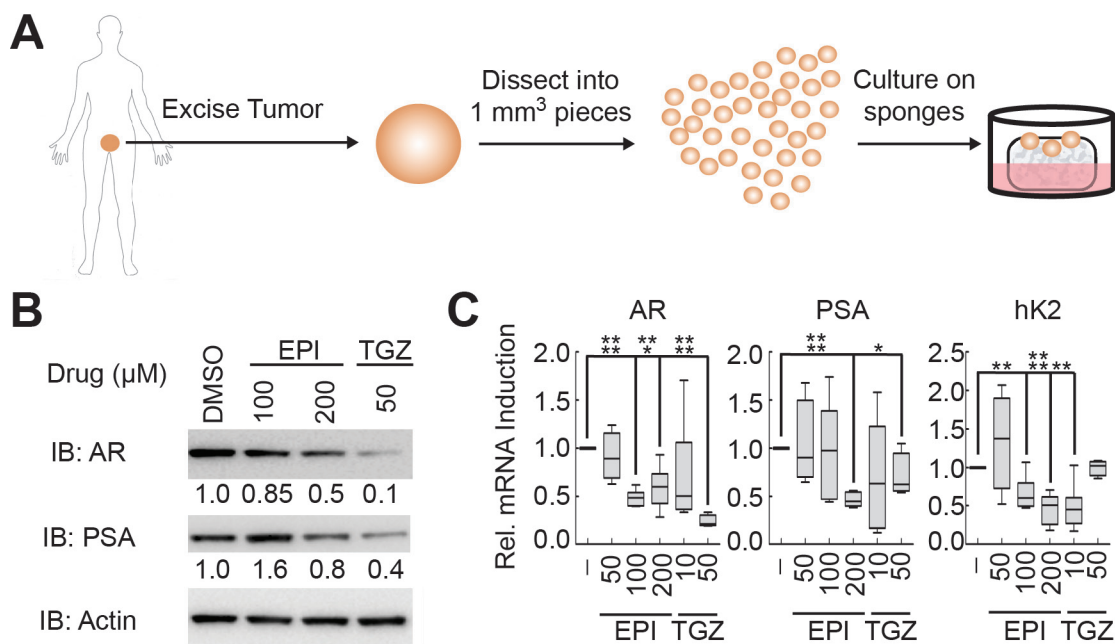 A
Excise Tumor
Dissect into
1 mm³ pieces
Culture on
sponges
B
Drug (µM)
DMSO
EPI
TGZ
100
200
50
IB: AR
1.0 0.85 0.5 0.1
IB: PSA
1.0 1.6 0.8 0.4
IB: Actin
C
Rel. mRNA Induction
AR
** ** ** * ** **
2.0
1.5
1.0
0.5
0.0
– 50 100 200 10 50
EPI TGZ
PSA
** ** *
2.0
1.5
1.0
0.5
0.0
– 50 100 200 10 50
EPI TGZ
hK2
** ** ** **
2.5
2.0
1.5
1.0
0.5
0.0
– 50 100 200 10 50
EPI TGZ